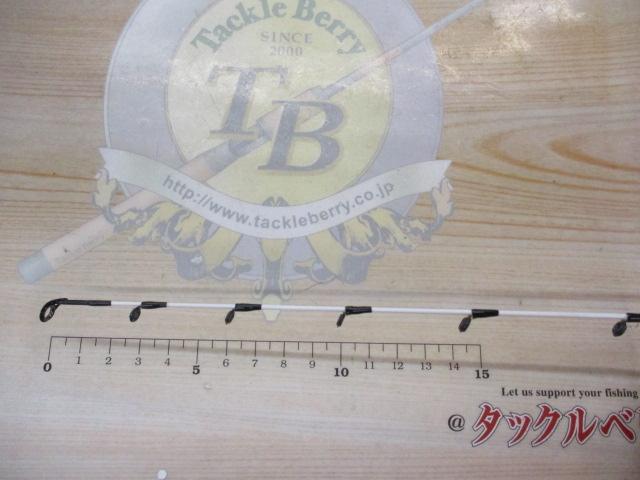 Tackle Berry
SINCE
2000
TB
http://www.tackleberry.co.jp
0 1 2 3 4 5 6 7 8 9 10 11 12 13 14 15
Let us support your fishing
@ タックルベ